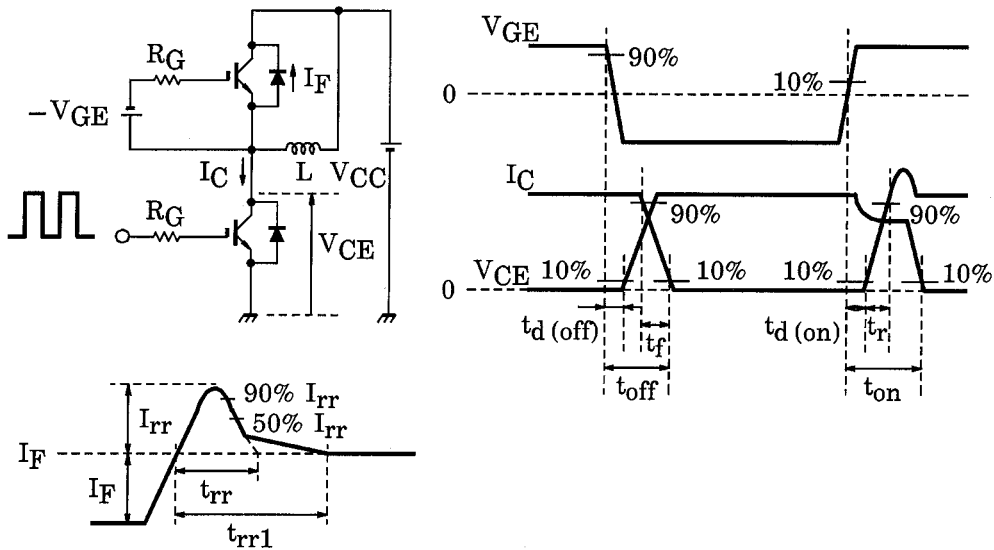 R_G
I_F
−V_GE
I_C
L
V_CC
R_G
V_CE
V_GE
90%
10%
0
I_C
90%
90%
V_CE
10%
10%
10%
10%
0
t_d (off)
t_f
t_d (on)
t_r
t_off
t_on
90% I_rr
I_rr
50% I_rr
I_F
I_F
t_rr
t_rr1